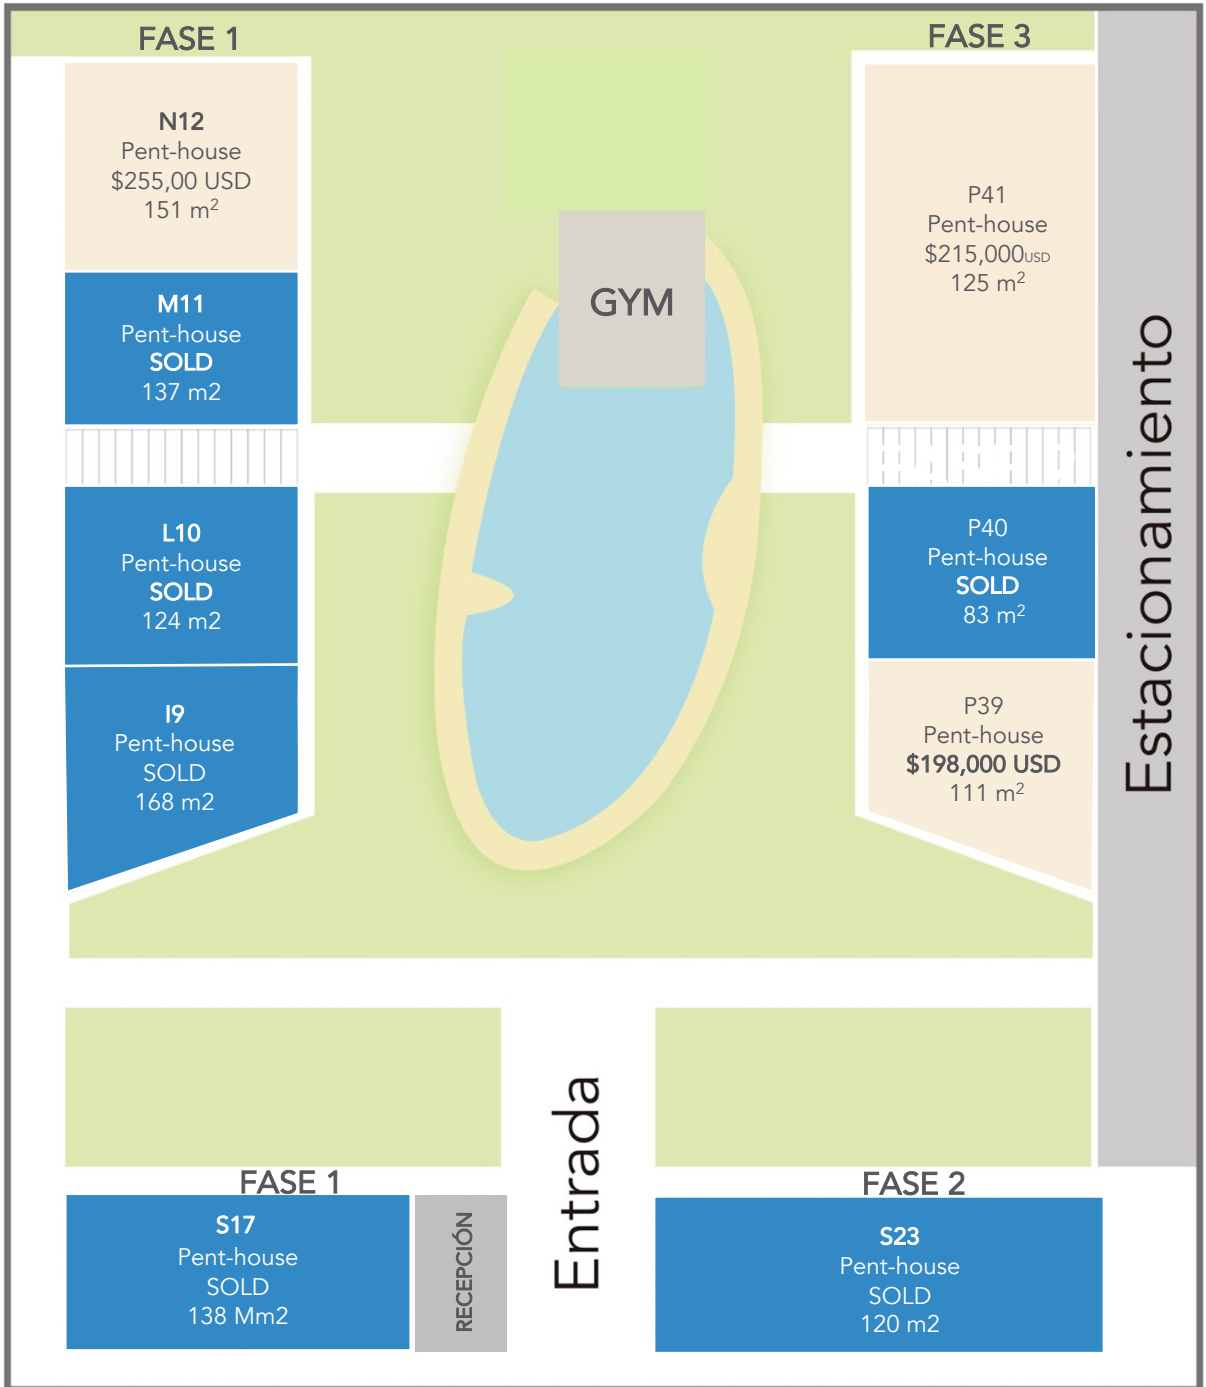 FASE 1
N12
Pent-house
$255,00 USD
151 m²
M11
Pent-house
SOLD
137 m2
L10
Pent-house
SOLD
124 m2
I9
Pent-house
SOLD
168 m2
GYM
FASE 3
P41
Pent-house
$215,000USD
125 m²
P40
Pent-house
SOLD
83 m²
P39
Pent-house
$198,000 USD
111 m²
Estacionamiento
FASE 1
S17
Pent-house
SOLD
138 Mm2
RECEPCIÓN
Entrada
FASE 2
S23
Pent-house
SOLD
120 m2